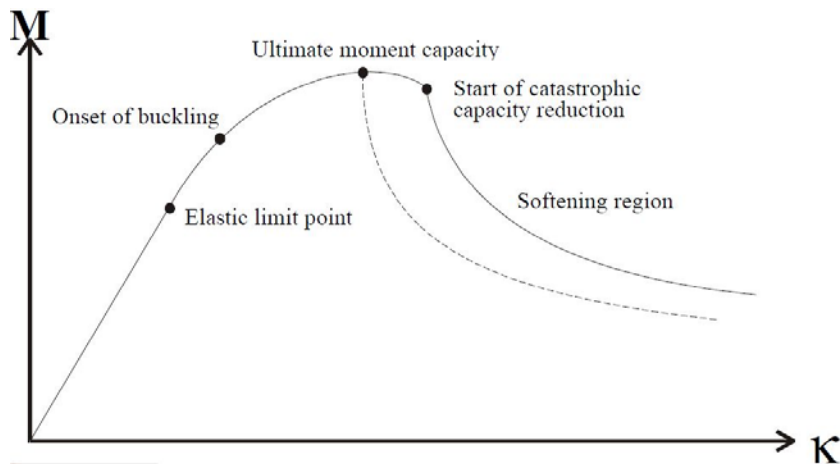 M
Ultimate moment capacity
Onset of buckling
Start of catastrophic
capacity reduction
Elastic limit point
Softening region
κ